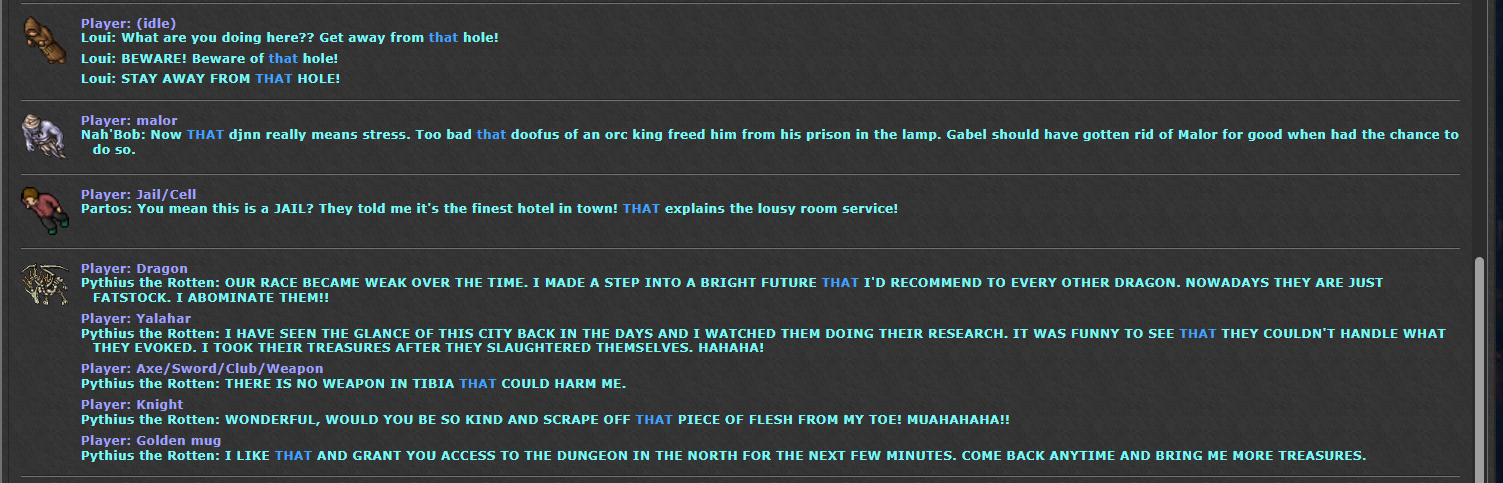 Player: (idle)
Loui: What are you doing here?? Get away from that hole!
Loui: BEWARE! Beware of that hole!
Loui: STAY AWAY FROM THAT HOLE!
Player: malor
Nah'Bob: Now THAT djnn really means stress. Too bad that doofus of an orc king freed him from his prison in the lamp. Gabel should have gotten rid of Malor for good when had the chance to
do so.
Player: Jail/Cell
Partos: You mean this is a JAIL? They told me it's the finest hotel in town! THAT explains the lousy room service!
Player: Dragon
Pythius the Rotten: OUR RACE BECAME WEAK OVER THE TIME. I MADE A STEP INTO A BRIGHT FUTURE THAT I'D RECOMMEND TO EVERY OTHER DRAGON. NOWADAYS THEY ARE JUST
FATSTOCK. I ABOMINATE THEM!!
Player: Yalahar
Pythius the Rotten: I HAVE SEEN THE GLANCE OF THIS CITY BACK IN THE DAYS AND I WATCHED THEM DOING THEIR RESEARCH. IT WAS FUNNY TO SEE THAT THEY COULDN'T HANDLE WHAT
THEY EVOKED. I TOOK THEIR TREASURES AFTER THEY SLAUGHTERED THEMSELVES. HAHAHA!
Player: Axe/Sword/Club/Weapon
Pythius the Rotten: THERE IS NO WEAPON IN TIBIA THAT COULD HARM ME.
Player: Knight
Pythius the Rotten: WONDERFUL, WOULD YOU BE SO KIND AND SCRAPE OFF THAT PIECE OF FLESH FROM MY TOE! MUAHAHAHA!!
Player: Golden mug
Pythius the Rotten: I LIKE THAT AND GRANT YOU ACCESS TO THE DUNGEON IN THE NORTH FOR THE NEXT FEW MINUTES. COME BACK ANYTIME AND BRING ME MORE TREASURES.